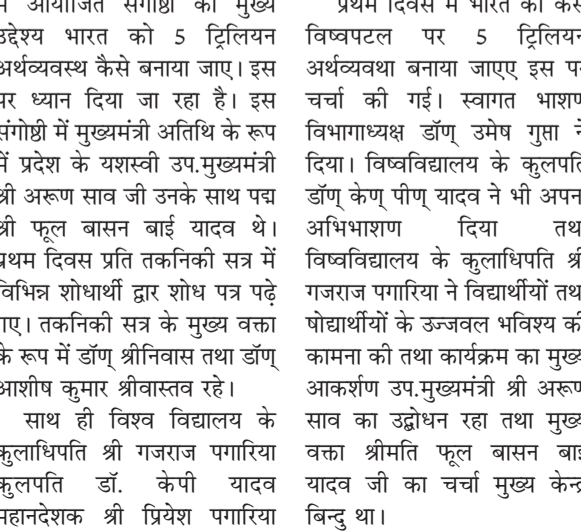 में आयोजित संगोष्ठी का मुख्य
उद्देश्य भारत को 5 ट्रिलियन
अर्थव्यवस्थ कैसे बनाया जाए। इस
पर ध्यान दिया जा रहा है। इस
संगोष्ठी में मुख्यमंत्री अतिथि के रूप
में प्रदेश के यशस्वी उप.मुख्यमंत्री
श्री अरूण साव जी उनके साथ पद्म
श्री फूल बासन बाई यादव थे।
प्रथम दिवस प्रति तकनिकी सत्र में
विभिन्न शोधार्थी द्वार शोध पत्र पढ़े
गए। तकनिकी सत्र के मुख्य वक्ता
के रूप में डॉण् श्रीनिवास तथा डॉण्
आशीष कुमार श्रीवास्तव रहे।
साथ ही विश्व विद्यालय के
कुलाधिपति श्री गजराज पगारिया
कुलपति डॉ. केपी यादव
महानदेशक श्री प्रियेश पगारिया
प्रथम दिवस में भारत को कैसे
विष्वपटल पर 5 ट्रिलियन
अर्थव्यवथा बनाया जाएए इस पर
चर्चा की गई। स्वागत भाशण
विभागाध्यक्ष डॉण् उमेष गुप्ता ने
दिया। विष्वविद्यालय के कुलपति
डॉण् केण् पीण् यादव ने भी अपन
अभिभाशण दिया तथ
विष्वविद्यालय के कुलाधिपति श्री
गजराज पगारिया ने विद्यार्थीयों तथ
षोद्यार्थीयों के उज्जवल भविश्य की
कामना की तथा कार्यक्रम का मुख्य
आकर्शण उप.मुख्यमंत्री श्री अरूण
साव का उद्बोधन रहा तथा मुख्य
वक्ता श्रीमति फूल बासन बाई
यादव जी का चर्चा मुख्य केन्द्र
बिन्दु था।